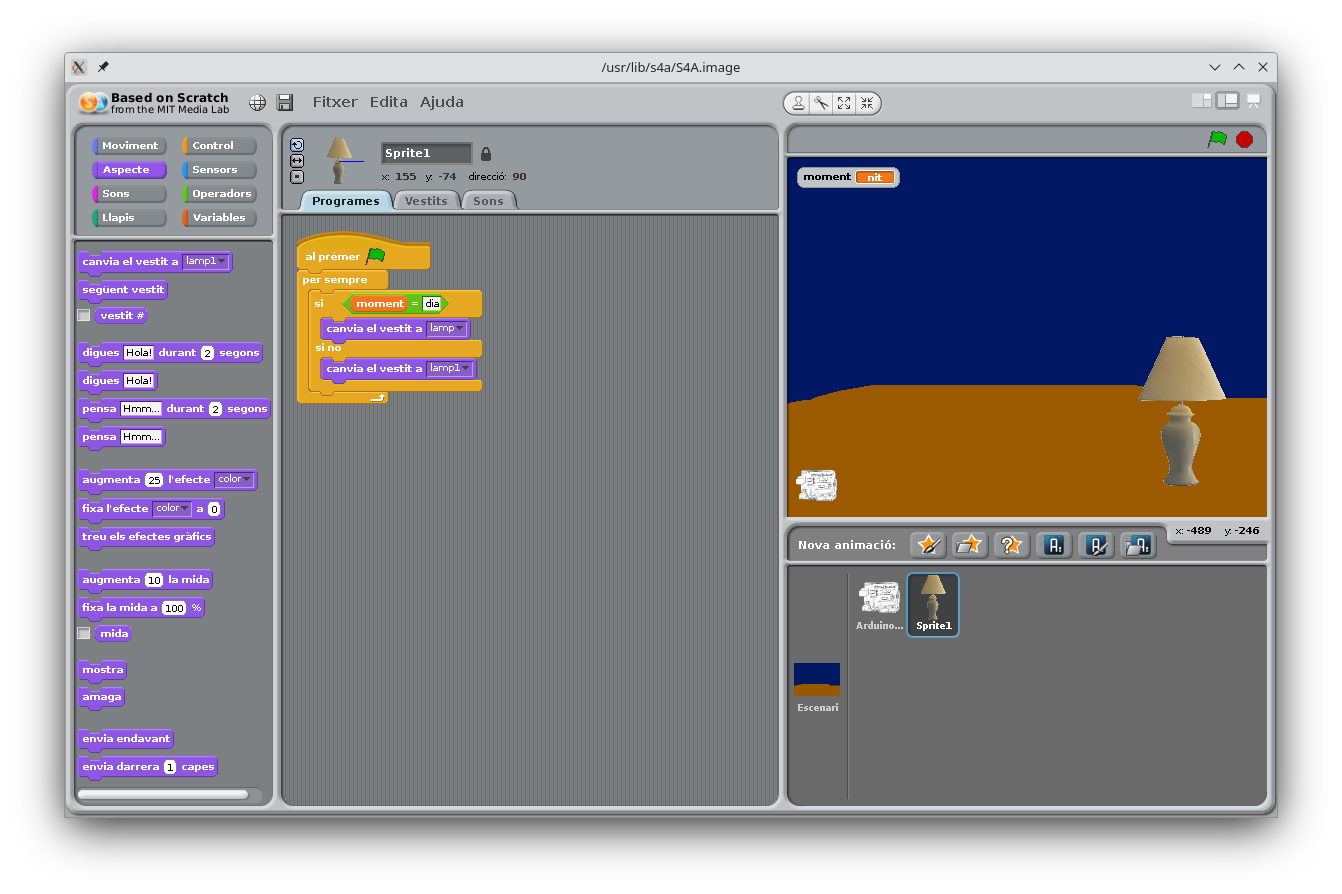 /usr/lib/s4a/S4A.image
Based on Scratch
from the MIT Media Lab
Fitxer Edita Ajuda
Moviment Control
Aspecte Sensors
Sons Operadors
Llapis Variables
canvia el vestit a lamp1
següent vestit
vestit #
digues Hola! durant 2 segons
digues Hola!
pensa Hmm... durant 2 segons
pensa Hmm...
augmenta 25 l'efecte color
fixa l'efecte color a 0
treu els efectes gràfics
augmenta 10 la mida
fixa la mida a 100 %
mida
mostra
amaga
envia endavant
envia darrera 1 capes
Sprite1
x: 155 y: -74 direcció: 90
Programes Vestits Sons
al prémer
per sempre
si moment = dia
canvia el vestit a lamp
si no
canvia el vestit a lamp1
moment nit
x: -489 y: -246
Nova animació:
Arduino...
Sprite1
Escenari